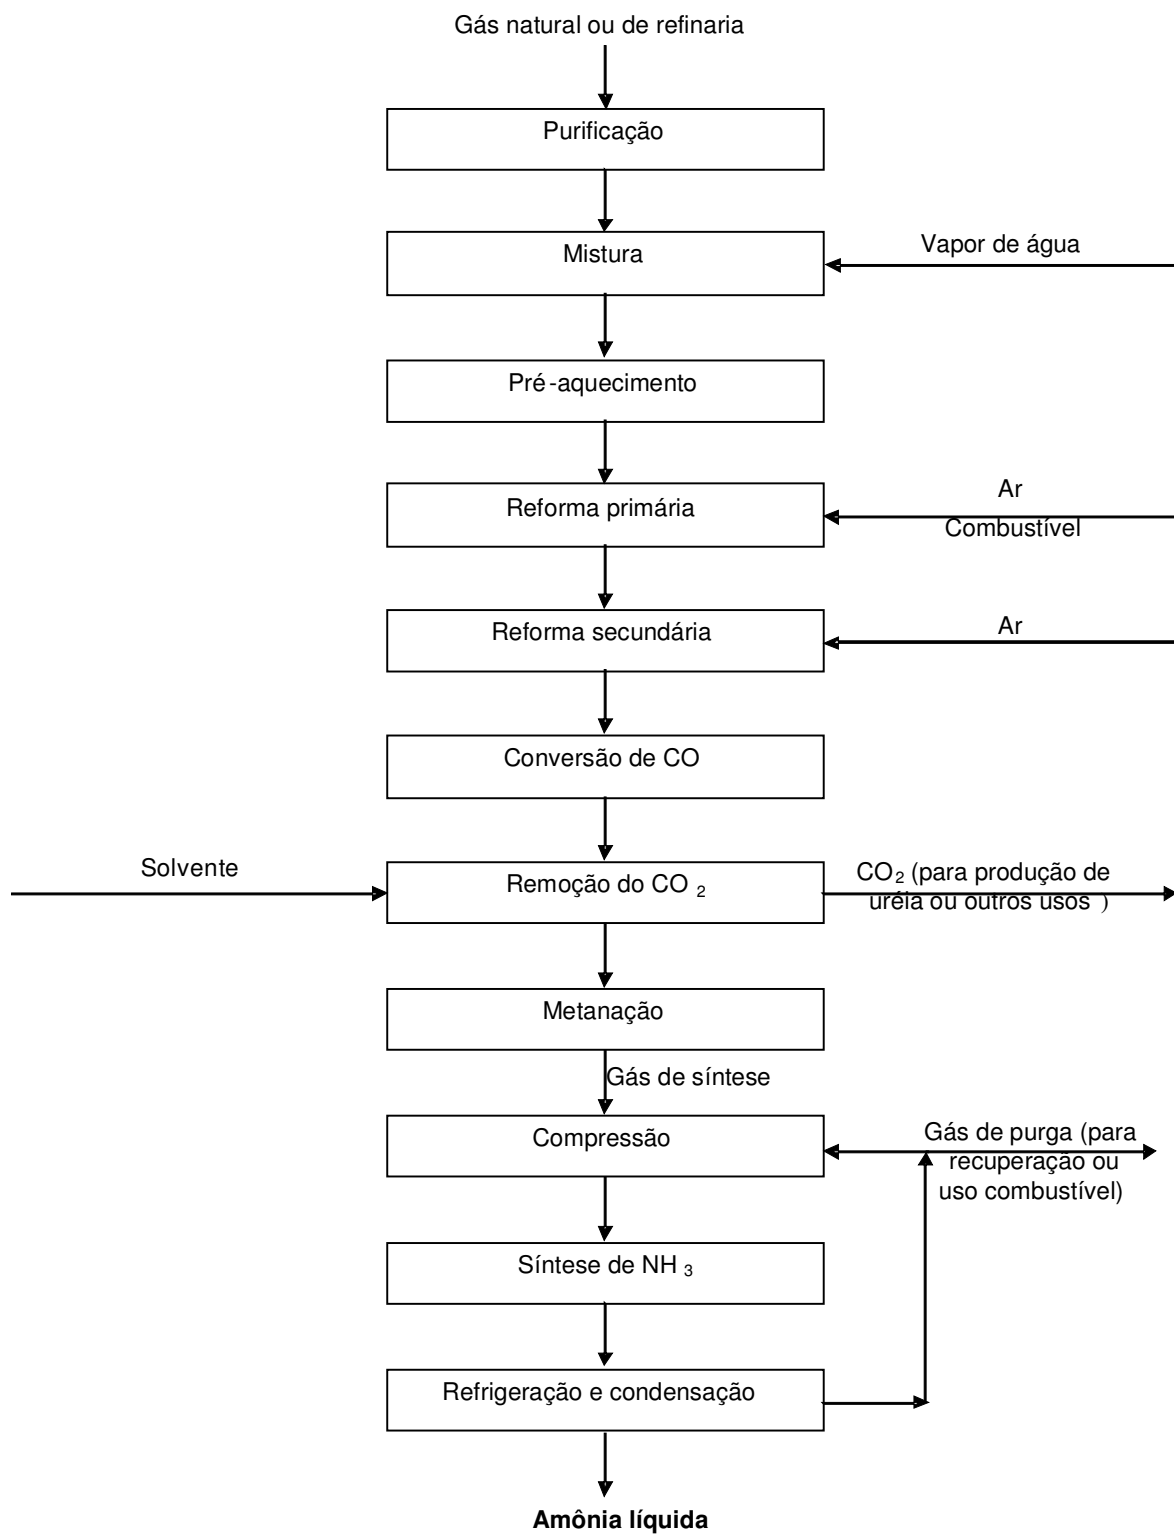 Gás natural ou de refinaria
Purificação
Mistura
Vapor de água
Pré-aquecimento
Reforma primária
Ar
Combustível
Reforma secundária
Ar
Conversão de CO
Solvente
Remoção do CO₂
CO₂ (para produção de
uréia ou outros usos )
Metanação
Gás de síntese
Compressão
Gás de purga (para
recuperação ou
uso combustível)
Síntese de NH₃
Refrigeração e condensação
Amônia líquida